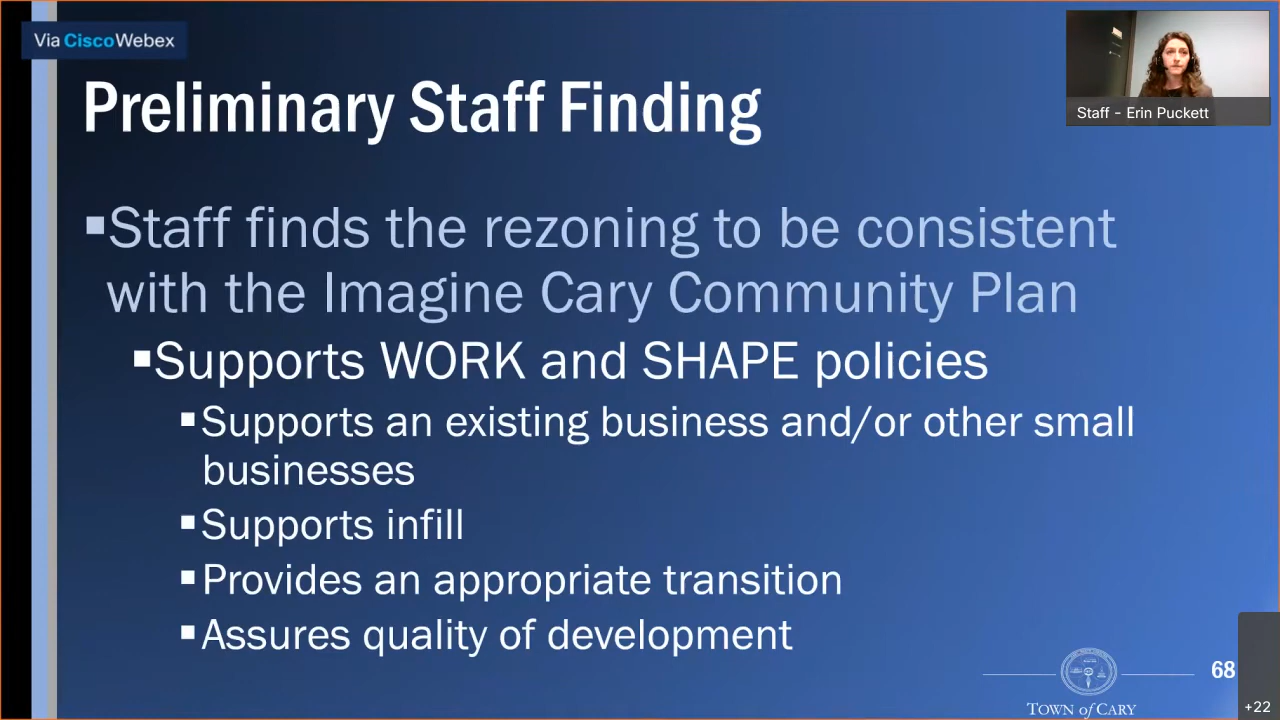 Via Cisco Webex
Preliminary Staff Finding
Staff - Erin Puckett
▪Staff finds the rezoning to be consistent
with the Imagine Cary Community Plan
▪Supports WORK and SHAPE policies
▪Supports an existing business and/or other small
businesses
▪Supports infill
▪Provides an appropriate transition
▪Assures quality of development
68
TOWN of CARY
+22